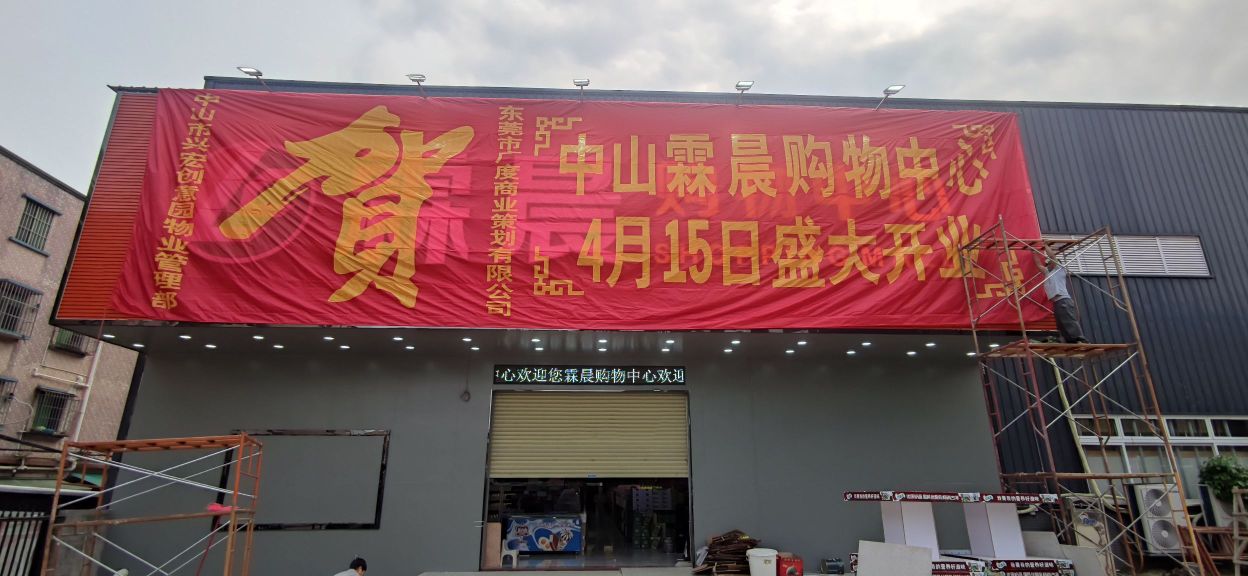 中山市兴宏创慧园物业管理部
贺
东莞市广度商业策划有限公司
中山霖晨购物中心
4月15日盛大开业
心欢迎您霖晨购物中心欢迎